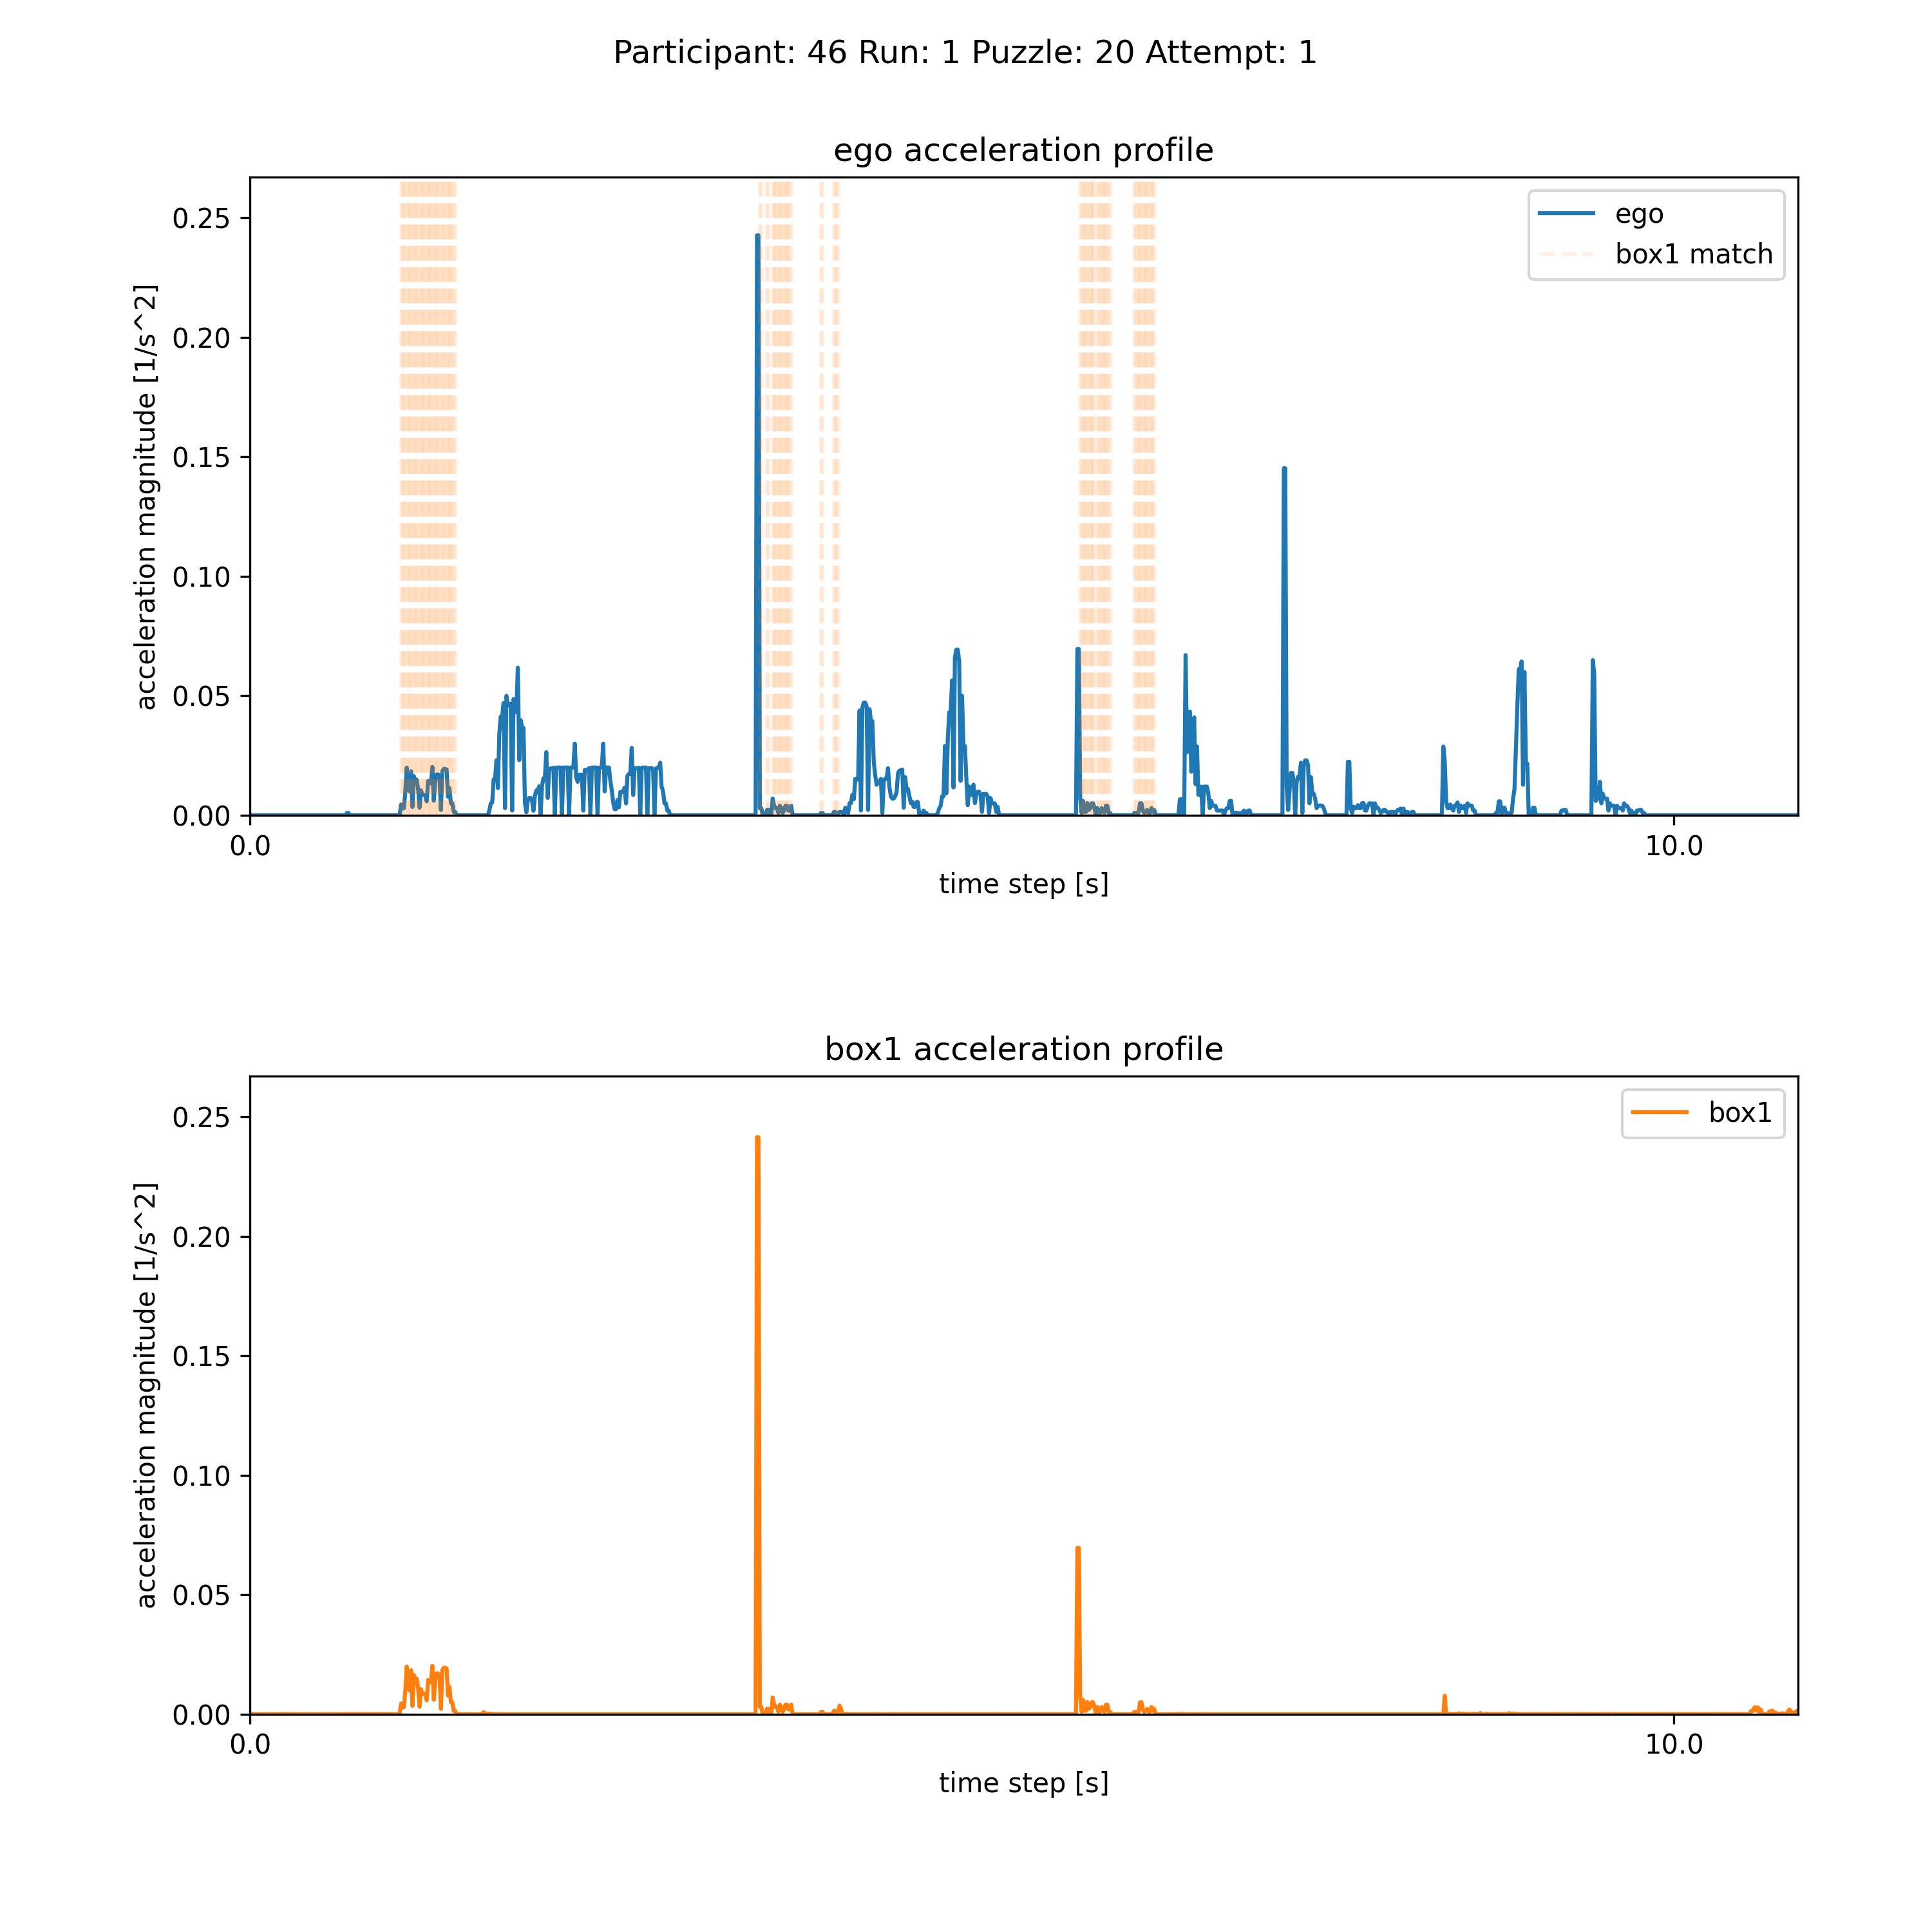 Participant: 46 Run: 1 Puzzle: 20 Attempt: 1
ego acceleration profile
acceleration magnitude [1/s^2]
0.25
0.20
0.15
0.10
0.05
0.00
ego
box1 match
0.0
10.0
time step [s]
box1 acceleration profile
acceleration magnitude [1/s^2]
0.25
0.20
0.15
0.10
0.05
0.00
box1
0.0
10.0
time step [s]